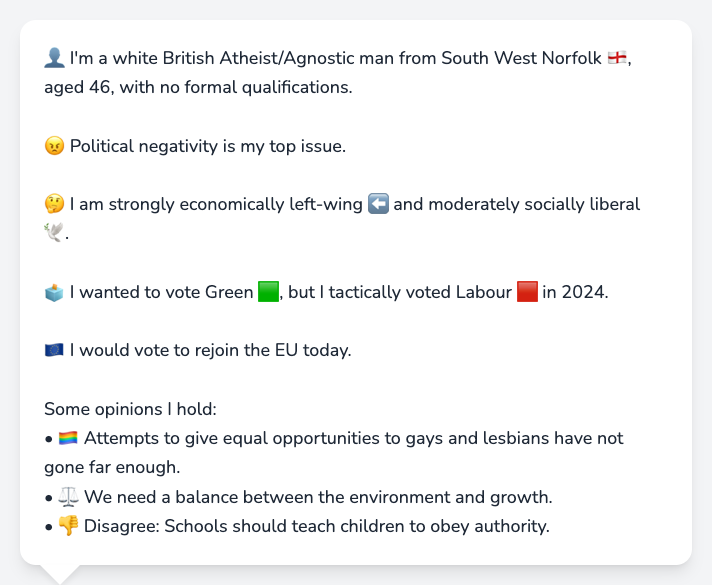 👤 I'm a white British Atheist/Agnostic man from South West Norfolk 🏴󠁧󠁢󠁥󠁮󠁧󠁿,
aged 46, with no formal qualifications.
😠 Political negativity is my top issue.
🤔 I am strongly economically left-wing ⬅️ and moderately socially liberal
🕊️.
🗳️ I wanted to vote Green 🟩, but I tactically voted Labour 🟥 in 2024.
🇪🇺 I would vote to rejoin the EU today.
Some opinions I hold:
• 🏳️‍🌈 Attempts to give equal opportunities to gays and lesbians have not
gone far enough.
• ⚖️ We need a balance between the environment and growth.
• 👎 Disagree: Schools should teach children to obey authority.